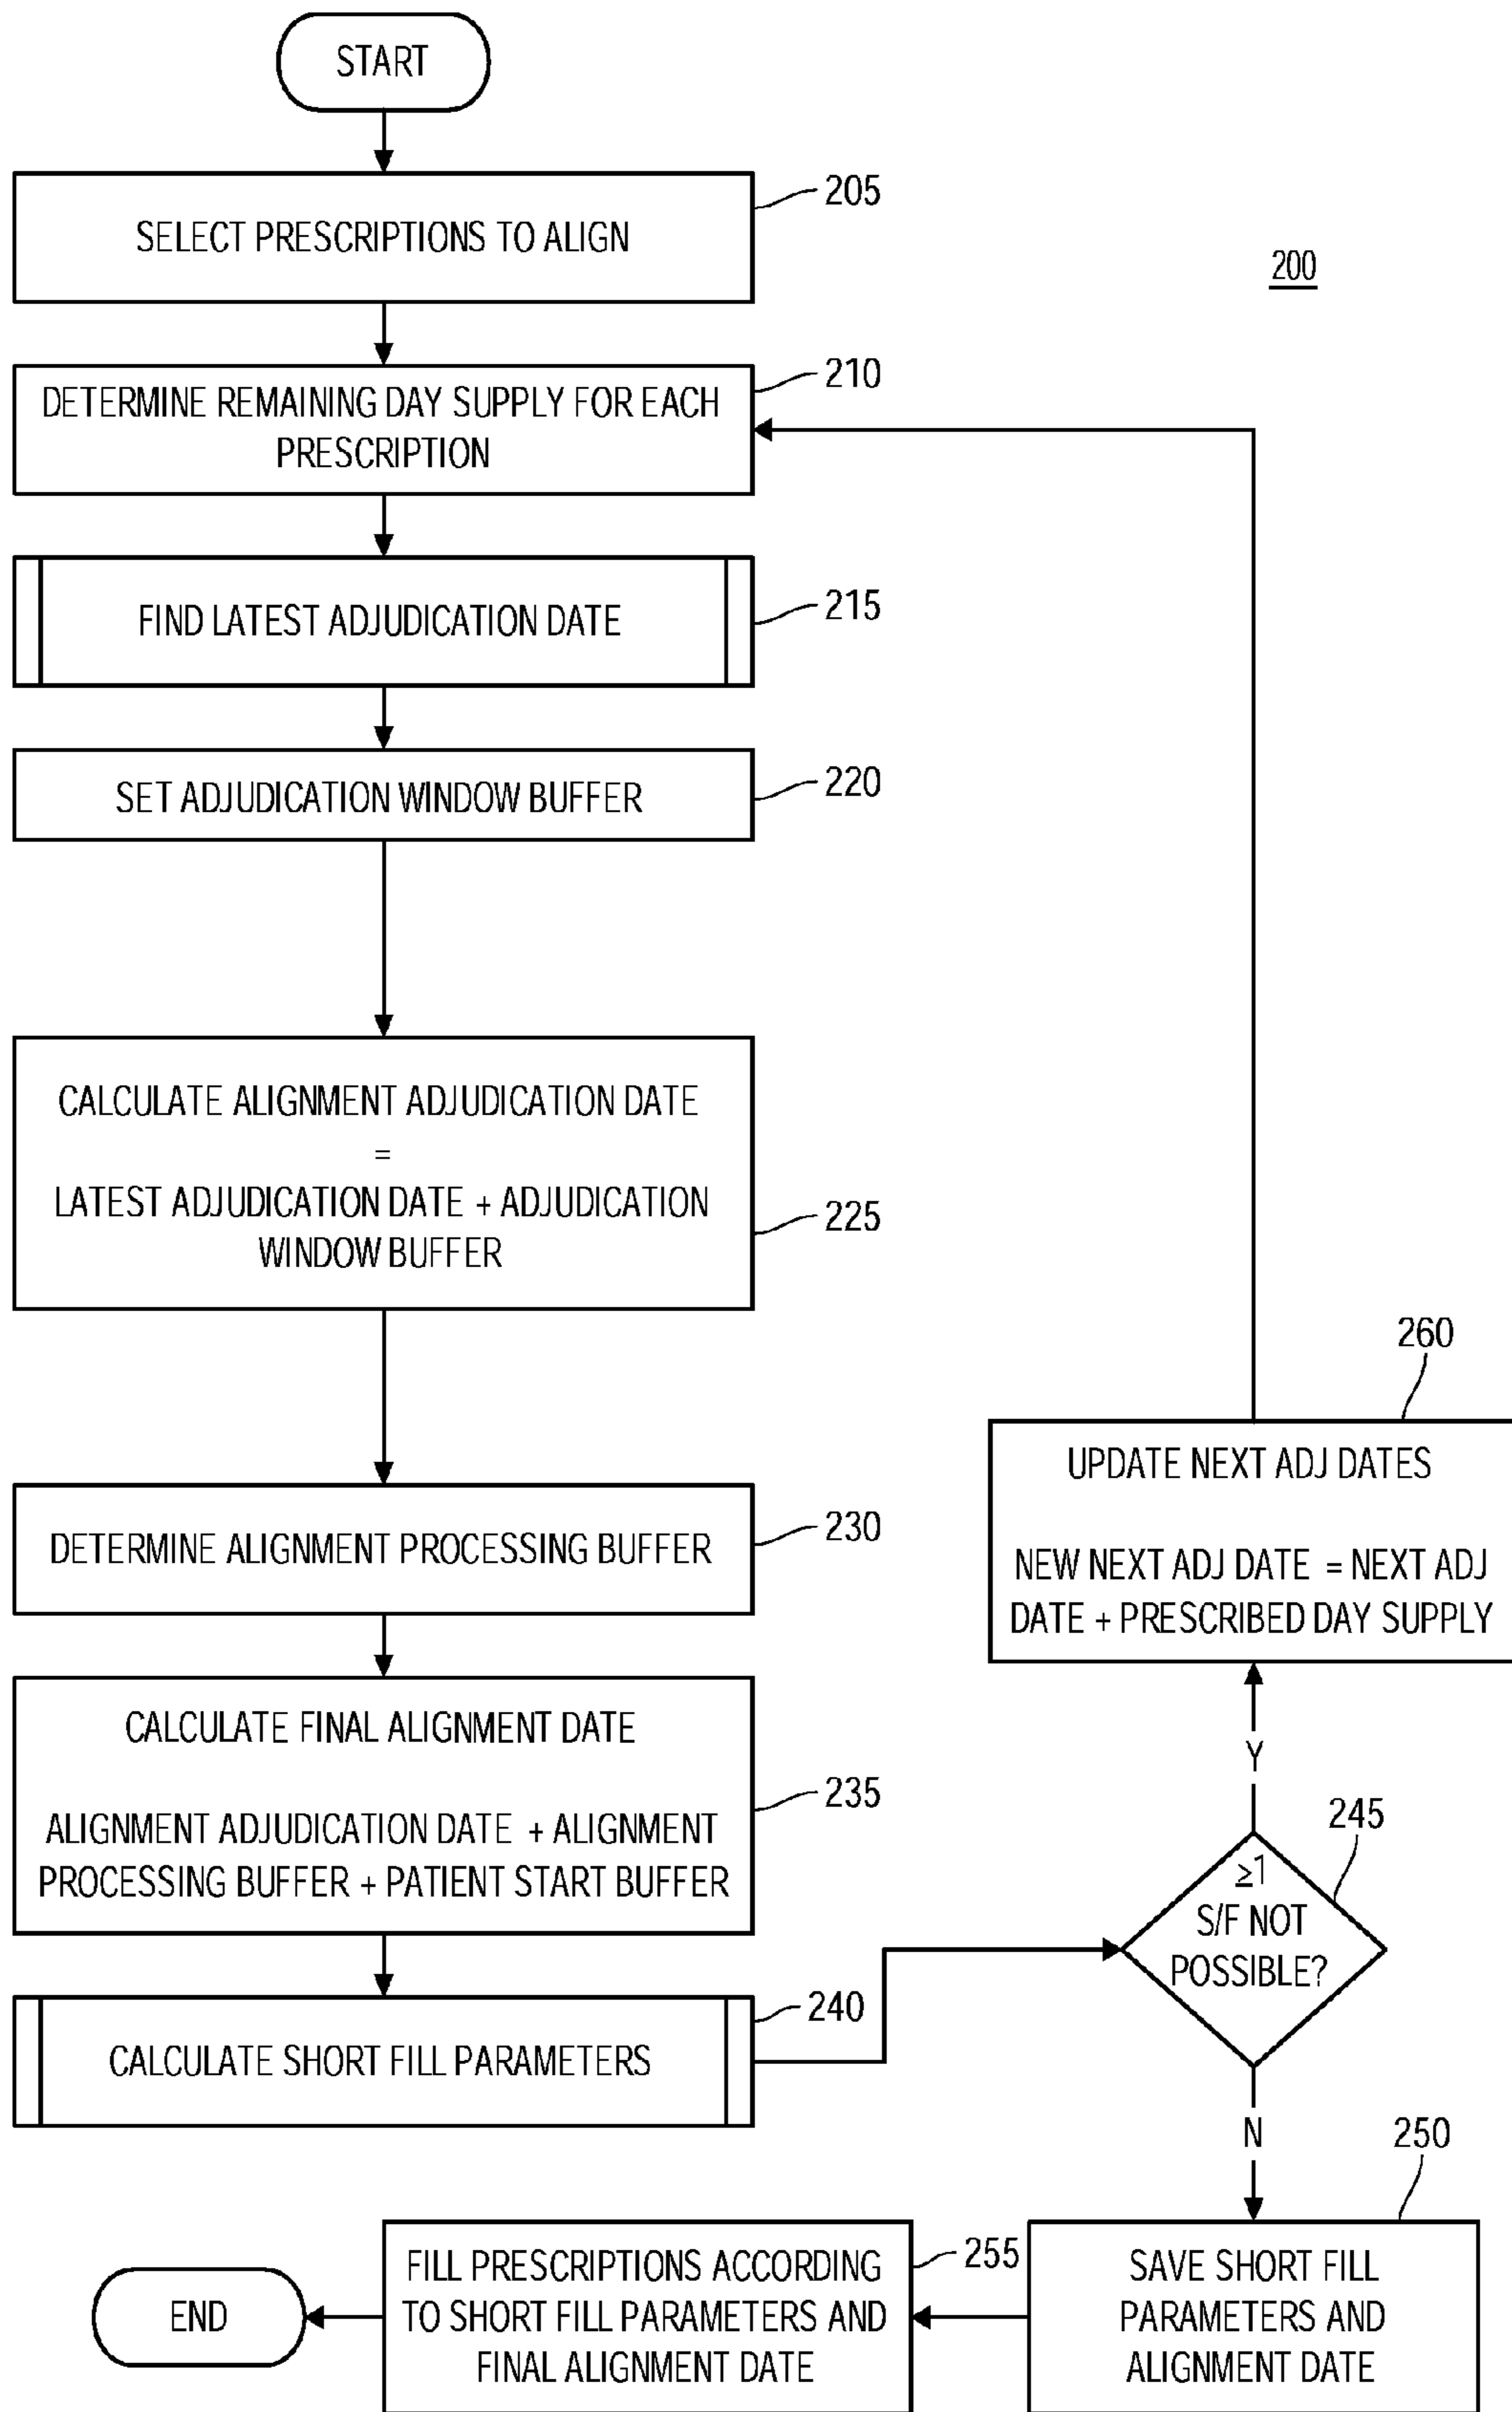 START
SELECT PRESCRIPTIONS TO ALIGN
205
200
DETERMINE REMAINING DAY SUPPLY FOR EACH
PRESCRIPTION
210
FIND LATEST ADJUDICATION DATE
215
SET ADJUDICATION WINDOW BUFFER
220
CALCULATE ALIGNMENT ADJUDICATION DATE
=
LATEST ADJUDICATION DATE + ADJUDICATION
WINDOW BUFFER
225
DETERMINE ALIGNMENT PROCESSING BUFFER
230
CALCULATE FINAL ALIGNMENT DATE
ALIGNMENT ADJUDICATION DATE + ALIGNMENT
PROCESSING BUFFER + PATIENT START BUFFER
235
CALCULATE SHORT FILL PARAMETERS
240
≥1
S/F NOT
POSSIBLE?
245
Y
UPDATE NEXT ADJ DATES
NEW NEXT ADJ DATE = NEXT ADJ
DATE + PRESCRIBED DAY SUPPLY
260
N
SAVE SHORT FILL
PARAMETERS AND
ALIGNMENT DATE
250
FILL PRESCRIPTIONS ACCORDING
TO SHORT FILL PARAMETERS AND
FINAL ALIGNMENT DATE
255
END